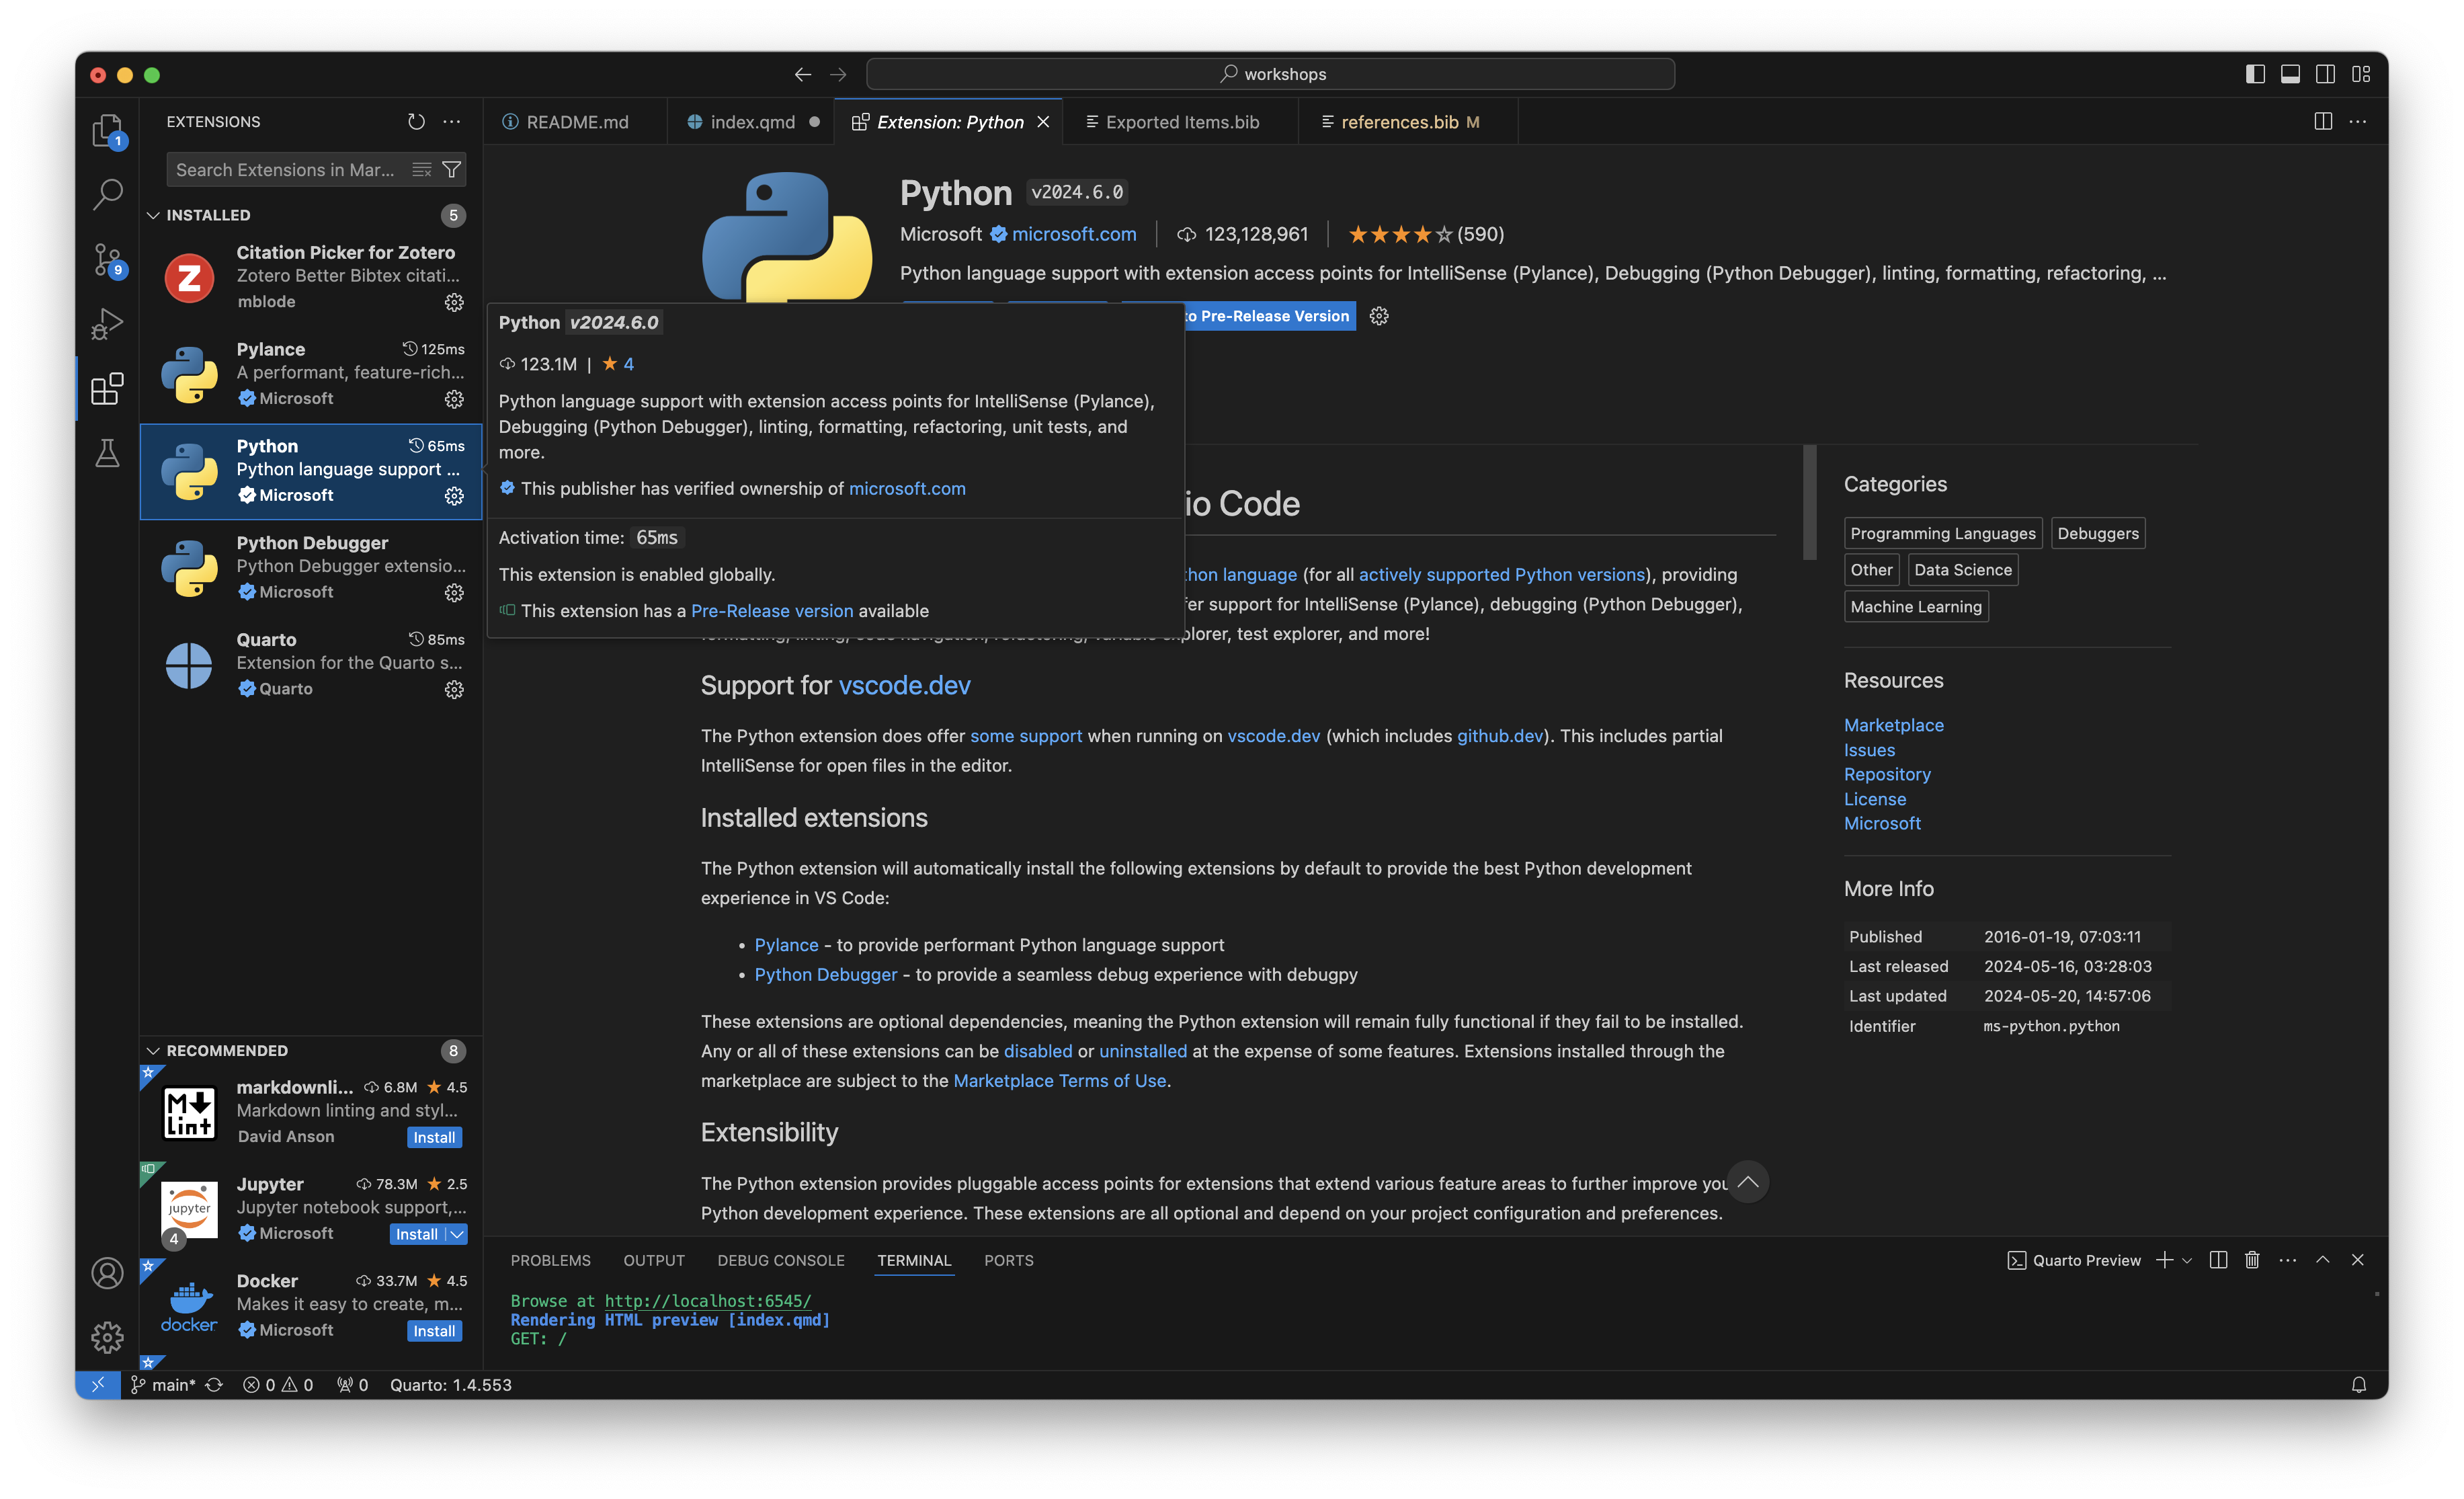 workshops
EXTENSIONS
README.md
index.qmd
Extension: Python
Exported Items.bib
references.bib M
1
9
Search Extensions in Mar...
INSTALLED 5
Citation Picker for Zotero
Zotero Better Bibtex citati...
mblode
Pylance 125ms
A performant, feature-rich...
Microsoft
Python 65ms
Python language support ...
Microsoft
Python Debugger
Python Debugger extensio...
Microsoft
Quarto 85ms
Extension for the Quarto s...
Quarto
RECOMMENDED 8
markdownli... 6.8M 4.5
Markdown linting and styl...
David Anson Install
M Lint
Jupyter 78.3M 2.5
Jupyter notebook support,...
Microsoft Install
jupyter
4
Docker 33.7M 4.5
Makes it easy to create, m...
Microsoft Install
docker
Python v2024.6.0
Microsoft microsoft.com 123,128,961 (590)
Python language support with extension access points for IntelliSense (Pylance), Debugging (Python Debugger), linting, formatting, refactoring, ...
to Pre-Release Version
Python v2024.6.0
123.1M | 4
Python language support with extension access points for IntelliSense (Pylance),
Debugging (Python Debugger), linting, formatting, refactoring, unit tests, and
more.
This publisher has verified ownership of microsoft.com
Activation time: 65ms
This extension is enabled globally.
This extension has a Pre-Release version available
io Code
thon language (for all actively supported Python versions), providing
fer support for IntelliSense (Pylance), debugging (Python Debugger),
plorer, test explorer, and more!
Support for vscode.dev
The Python extension does offer some support when running on vscode.dev (which includes github.dev). This includes partial
IntelliSense for open files in the editor.
Installed extensions
The Python extension will automatically install the following extensions by default to provide the best Python development
experience in VS Code:
• Pylance - to provide performant Python language support
• Python Debugger - to provide a seamless debug experience with debugpy
These extensions are optional dependencies, meaning the Python extension will remain fully functional if they fail to be installed.
Any or all of these extensions can be disabled or uninstalled at the expense of some features. Extensions installed through the
marketplace are subject to the Marketplace Terms of Use.
Extensibility
The Python extension provides pluggable access points for extensions that extend various feature areas to further improve you
Python development experience. These extensions are all optional and depend on your project configuration and preferences.
Categories
Programming Languages Debuggers
Other Data Science
Machine Learning
Resources
Marketplace
Issues
Repository
License
Microsoft
More Info
Published 2016-01-19, 07:03:11
Last released 2024-05-16, 03:28:03
Last updated 2024-05-20, 14:57:06
Identifier ms-python.python
PROBLEMS OUTPUT DEBUG CONSOLE TERMINAL PORTS
Quarto Preview
Browse at http://localhost:6545/
Rendering HTML preview [index.qmd]
GET: /
main* 0 0 0 Quarto: 1.4.553